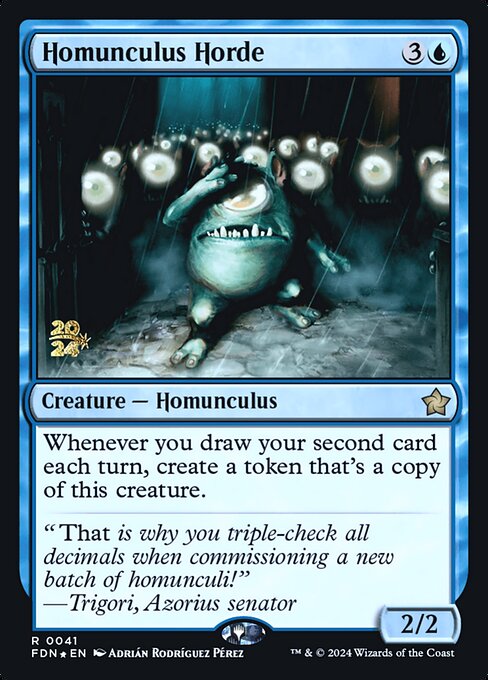 Homunculus Horde 3
2024
Creature — Homunculus
Whenever you draw your second card
each turn, create a token that's a copy
of this creature.
“That is why you triple-check all
decimals when commissioning a new
batch of homunculi!”
—Trigori, Azorius senator
2/2
R 0041
FDN★EN Adrián Rodríguez Pérez ™ & © 2024 Wizards of the Coast